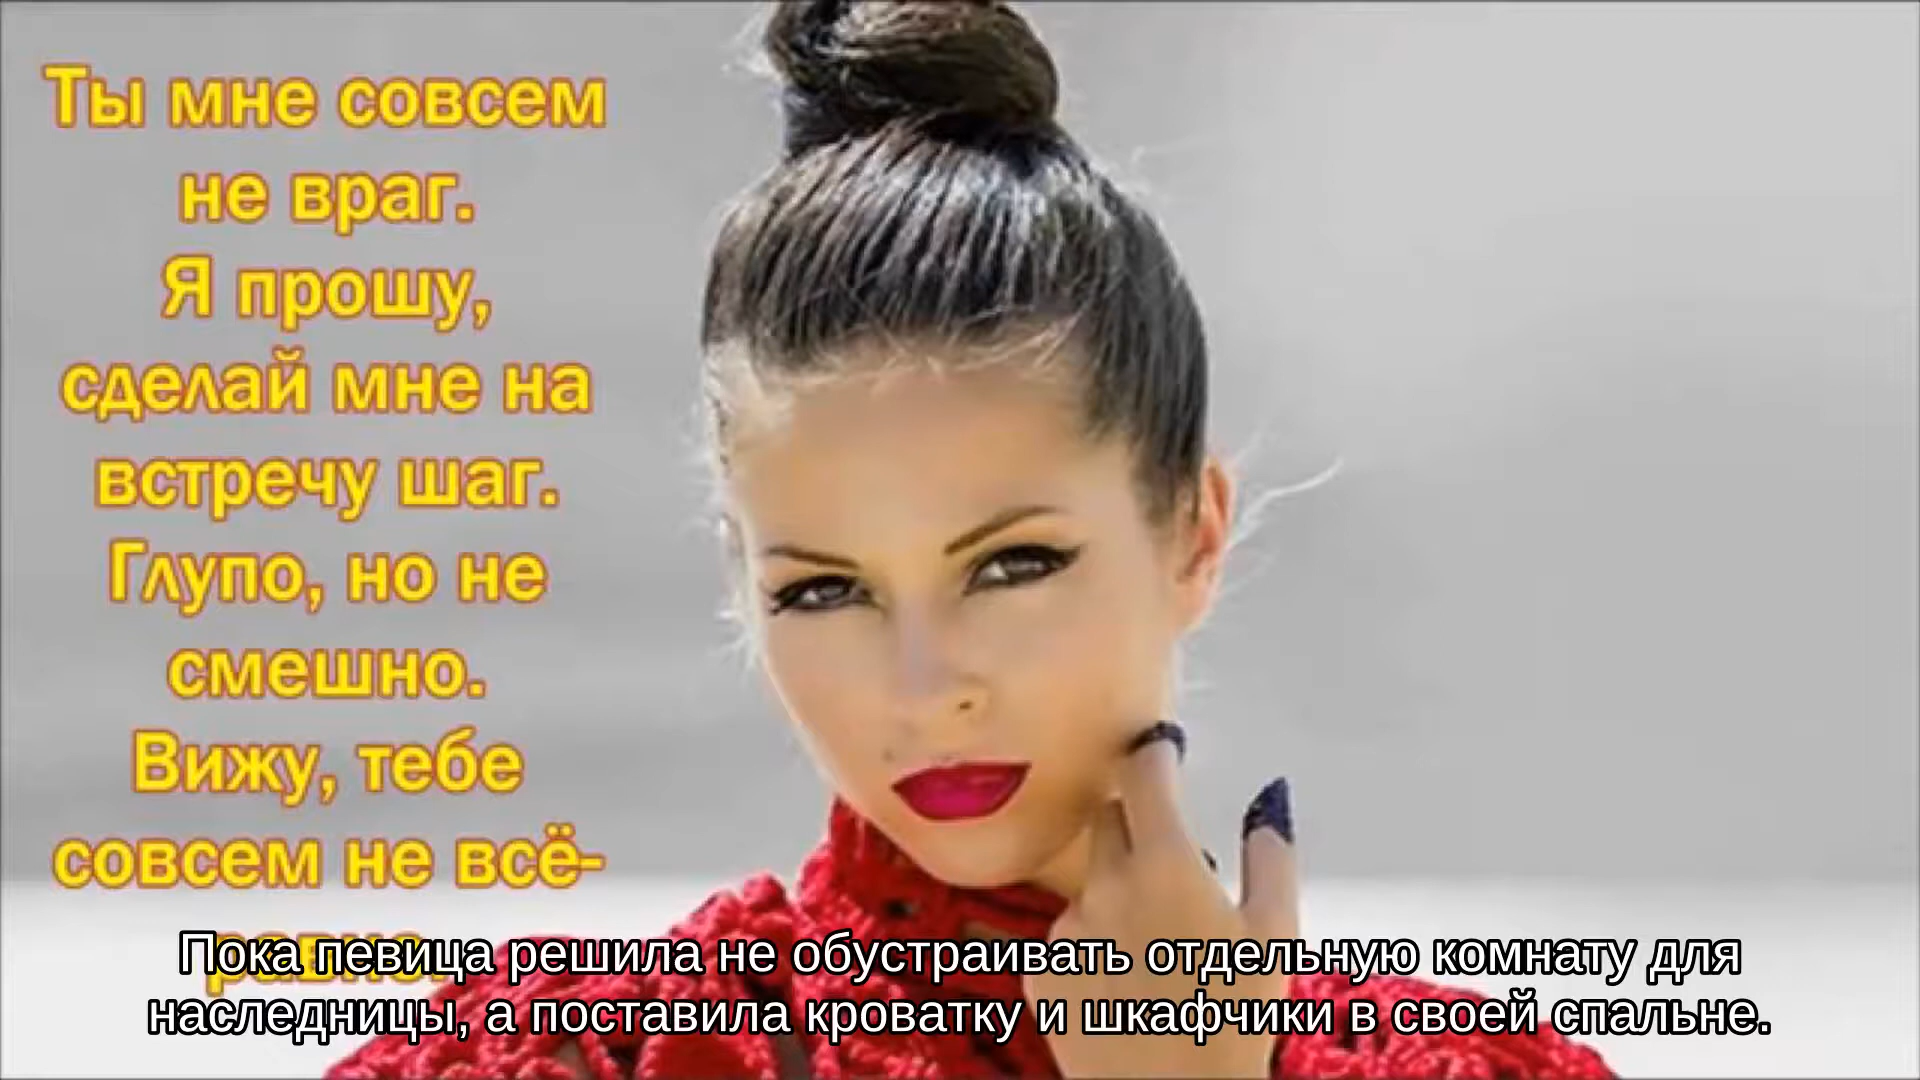 Ты мне совсем
не враг.
Я прошу,
сделай мне на
встречу шаг.
Глупо, но не
смешно.
Вижу, тебе
совсем не всё-
равно.
Пока певица решила не обустраивать отдельную комнату для
наследницы, а поставила кроватку и шкафчики в своей спальне.